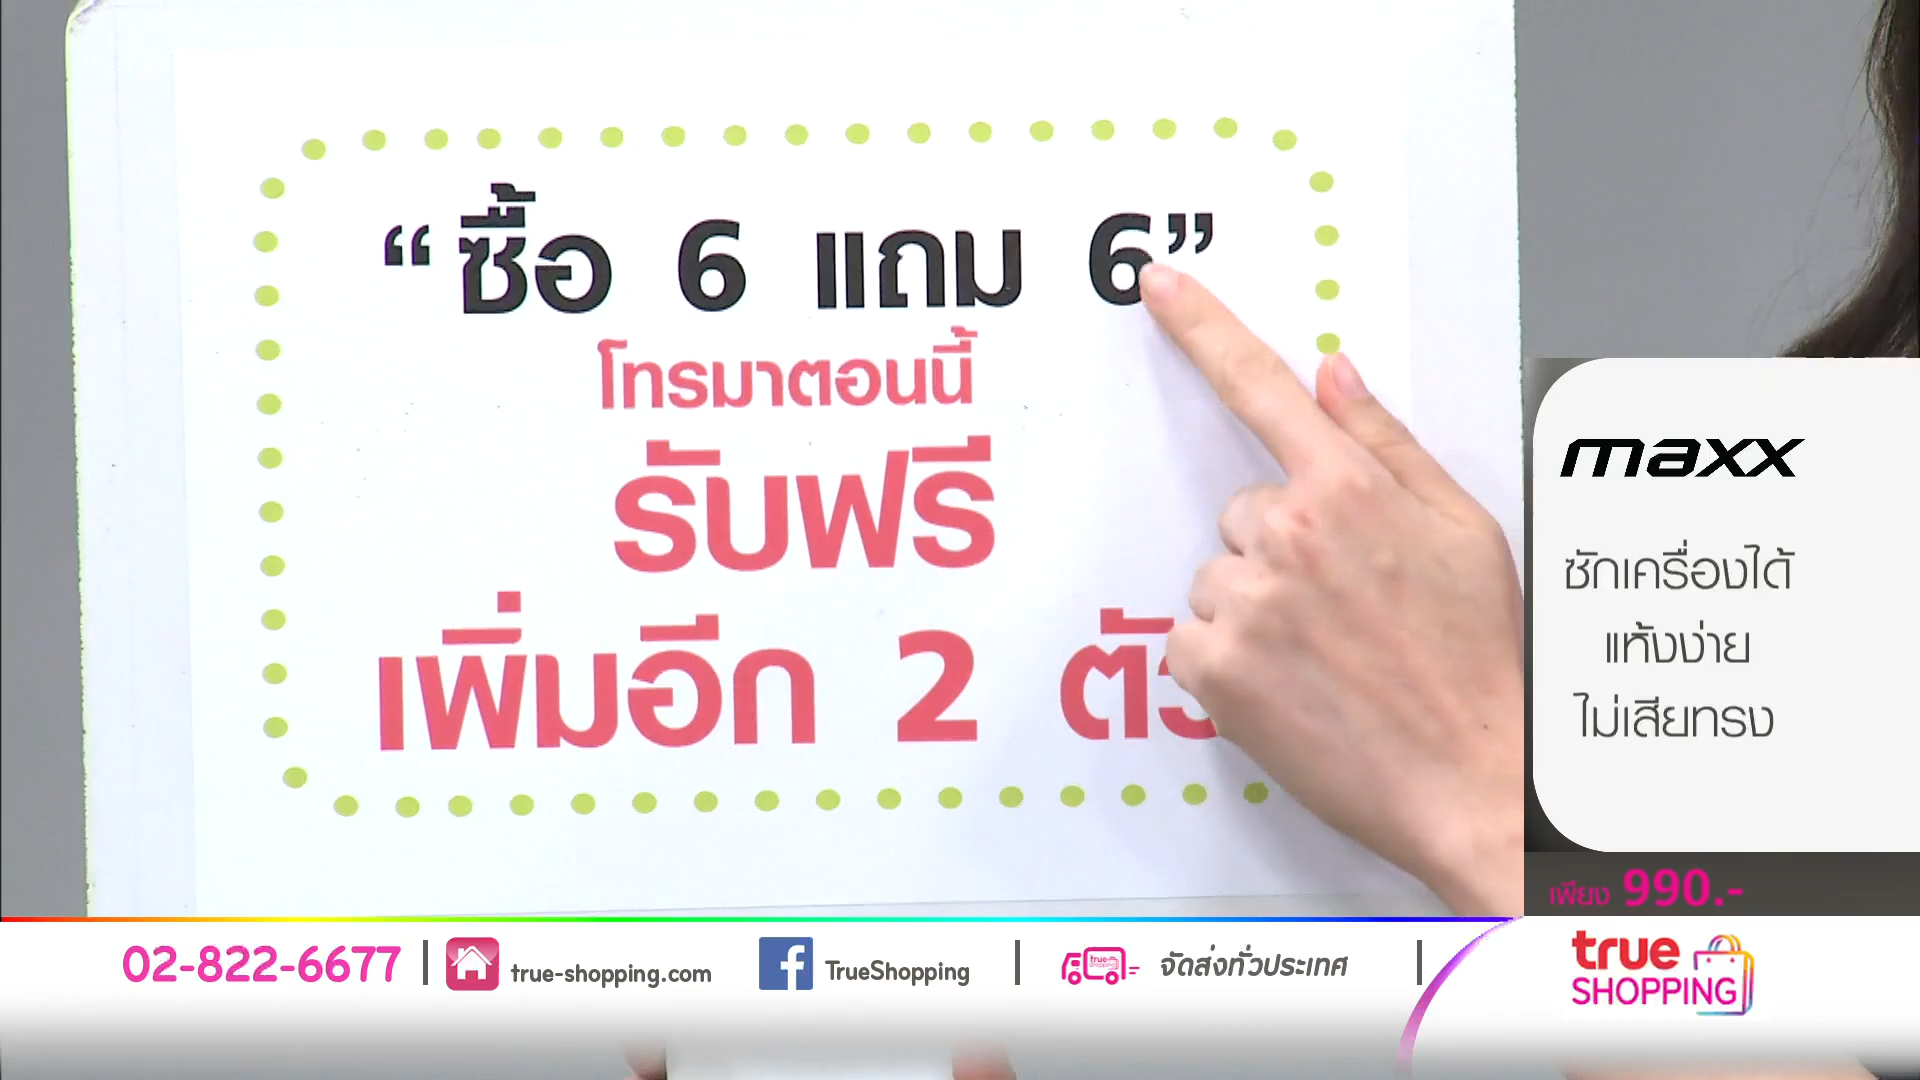 “ ซื้อ 6 แถม 6”
โทรมาตอนนี้
รับฟรี
เพิ่มอีก 2 ตัว
maxx
ซักเครื่องได้
แห้งง่าย
ไม่เสียทรง
เพียง 990.-
02-822-6677 | true-shopping.com TrueShopping | จัดส่งทั่วประเทศ |
true
SHOPPING